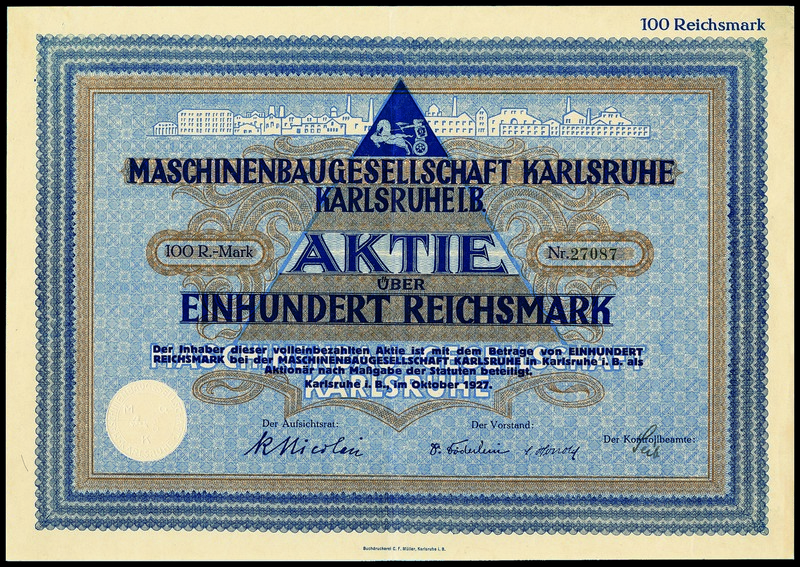 100 Reichsmark
MASCHINENBAUGESELLSCHAFT KARLSRUHE
KARLSRUHE I.B.
100 R.-Mark
AKTIE
Nr. 27087
ÜBER
EINHUNDERT REICHSMARK
Der Inhaber dieser volleinbezahlten Aktie ist mit dem Betrage von EINHUNDERT
REICHSMARK bei der MASCHINENBAUGESELLSCHAFT KARLSRUHE in Karlsruhe i. B. als
Aktionär nach Maßgabe der Statuten beteiligt.
Karlsruhe i. B., im Oktober 1927.
KARLSRUHE
Der Aufsichtsrat:
Der Vorstand:
Der Kontrollbeamte:
Buchdruckerei C. F. Müller, Karlsruhe i. B.